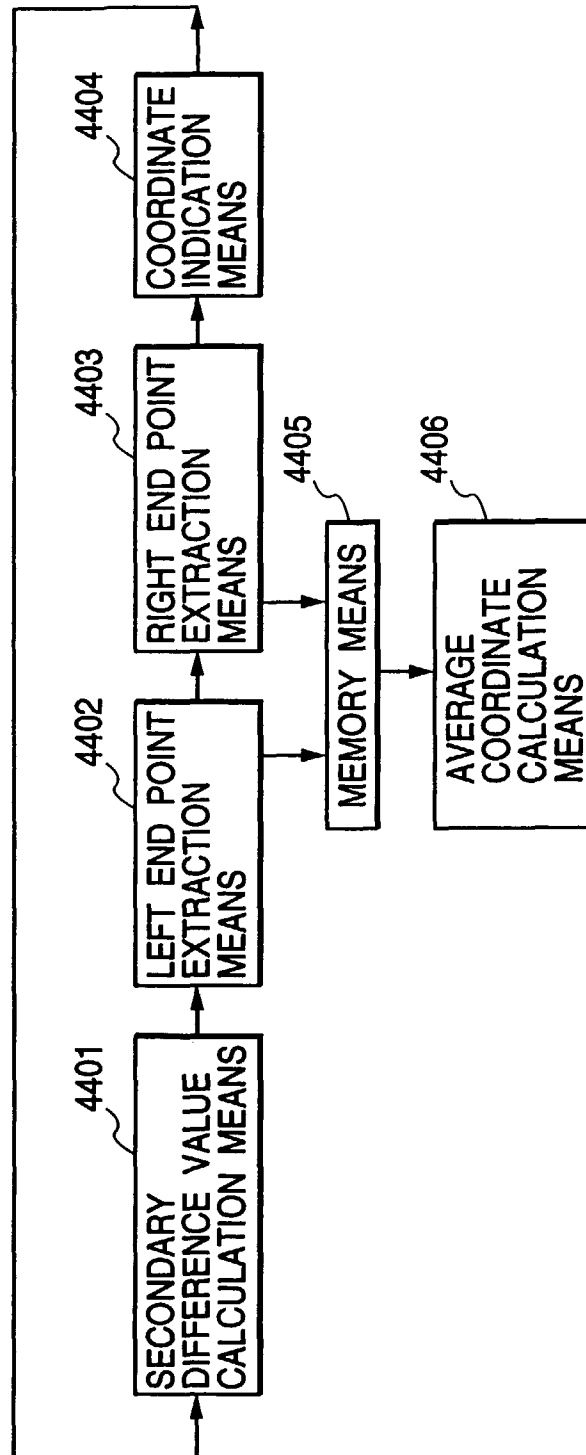 4401
SECONDARY
DIFFERENCE VALUE
CALCULATION MEANS
4402
LEFT END POINT
EXTRACTION
MEANS
4403
RIGHT END POINT
EXTRACTION
MEANS
4404
COORDINATE
INDICATION
MEANS
4405
MEMORY MEANS
4406
AVERAGE
COORDINATE
CALCULATION
MEANS